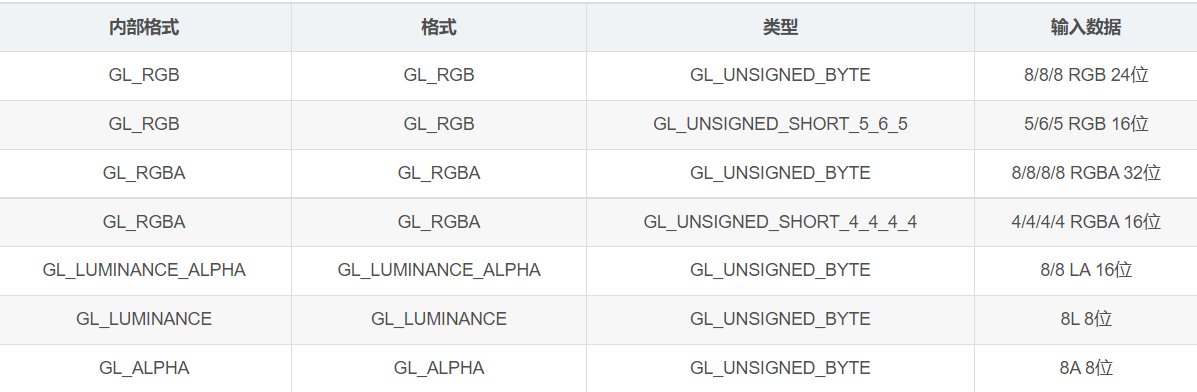 内部格式 格式 类型 输入数据
GL_RGB GL_RGB GL_UNSIGNED_BYTE 8/8/8 RGB 24位
GL_RGB GL_RGB GL_UNSIGNED_SHORT_5_6_5 5/6/5 RGB 16位
GL_RGBA GL_RGBA GL_UNSIGNED_BYTE 8/8/8/8 RGBA 32位
GL_RGBA GL_RGBA GL_UNSIGNED_SHORT_4_4_4_4 4/4/4/4 RGBA 16位
GL_LUMINANCE_ALPHA GL_LUMINANCE_ALPHA GL_UNSIGNED_BYTE 8/8 LA 16位
GL_LUMINANCE GL_LUMINANCE GL_UNSIGNED_BYTE 8L 8位
GL_ALPHA GL_ALPHA GL_UNSIGNED_BYTE 8A 8位